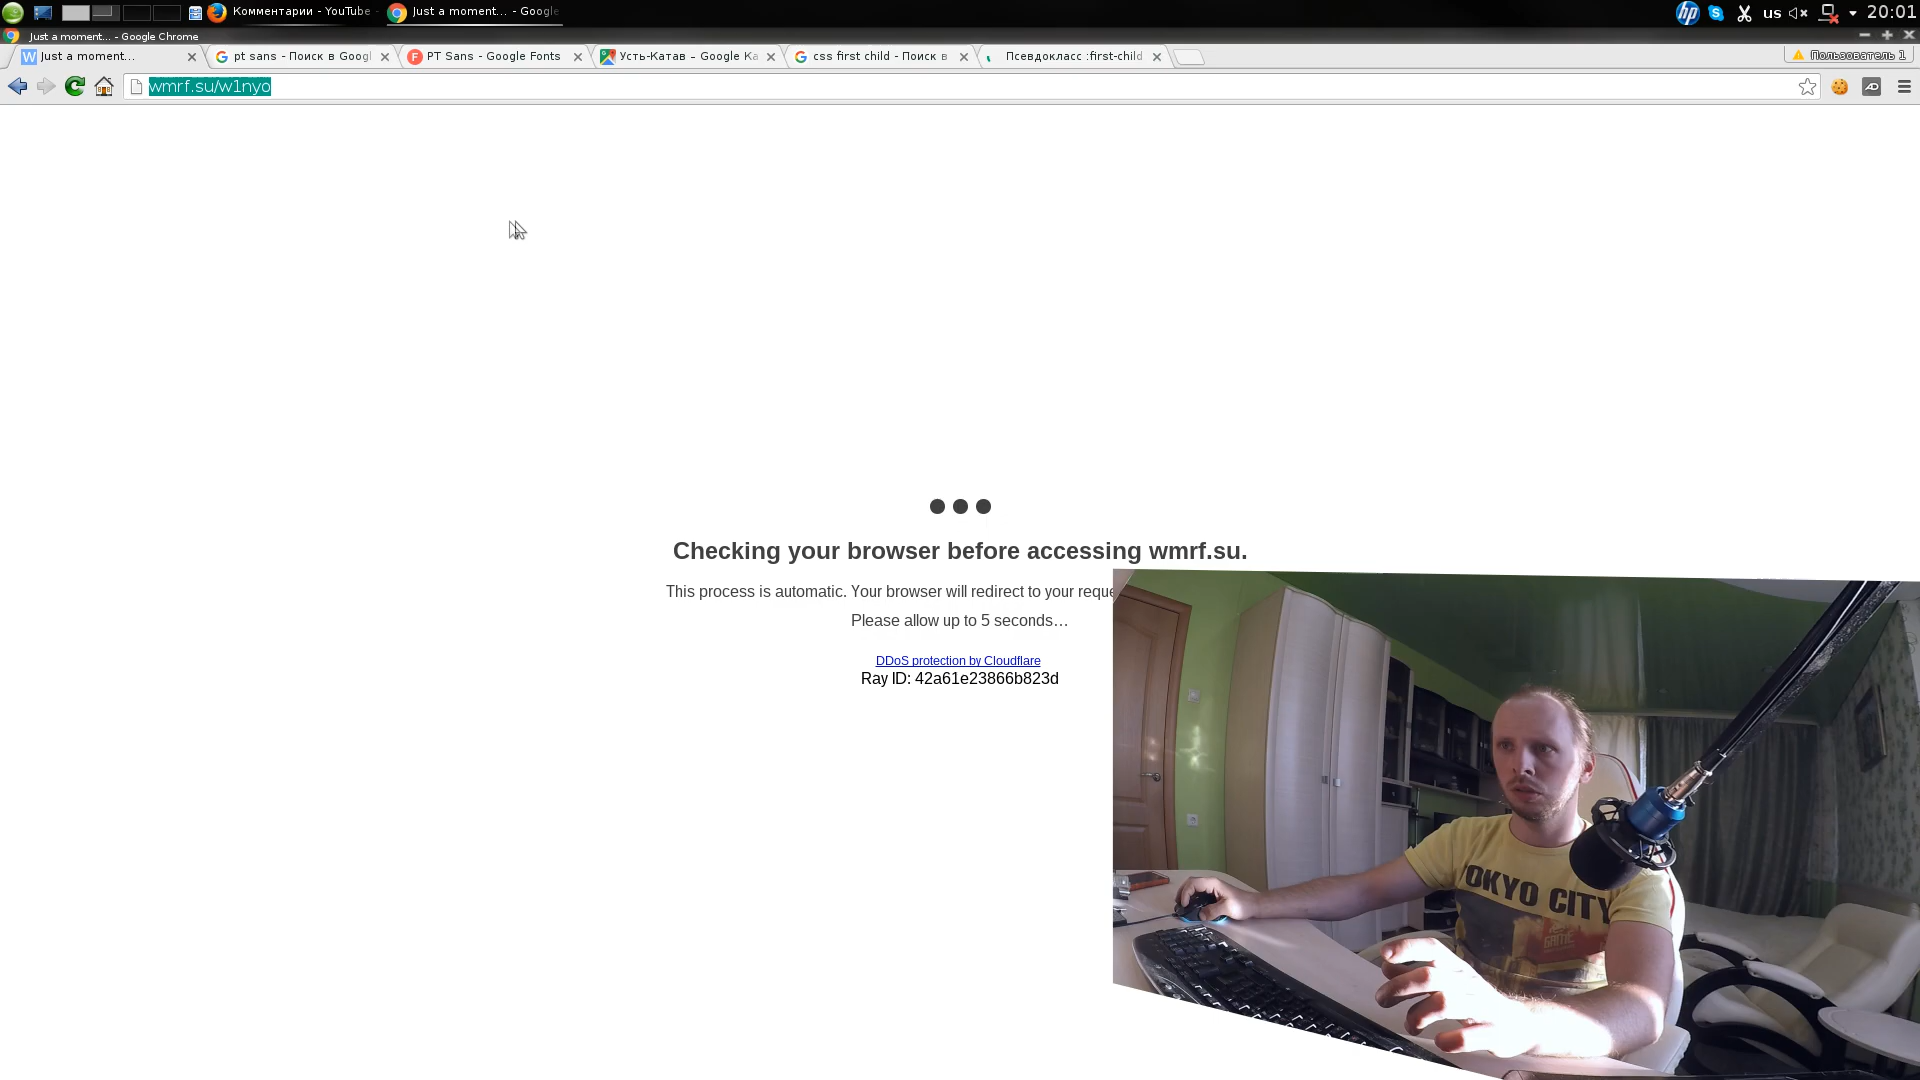 Комментарии - YouTube
Just a moment... - Google
us
20:01
Just a moment... - Google Chrome
Just a moment...
pt sans - Поиск в Googl
PT Sans - Google Fonts
Усть-Катав - Google Ка
css first child - Поиск в
Псевдокласс :first-child
Пользователь 1
wmrf.su/w1nyo
Checking your browser before accessing wmrf.su.
This process is automatic. Your browser will redirect to your reque
Please allow up to 5 seconds...
DDoS protection by Cloudflare
Ray ID: 42a61e23866b823d
TOKYO CITY